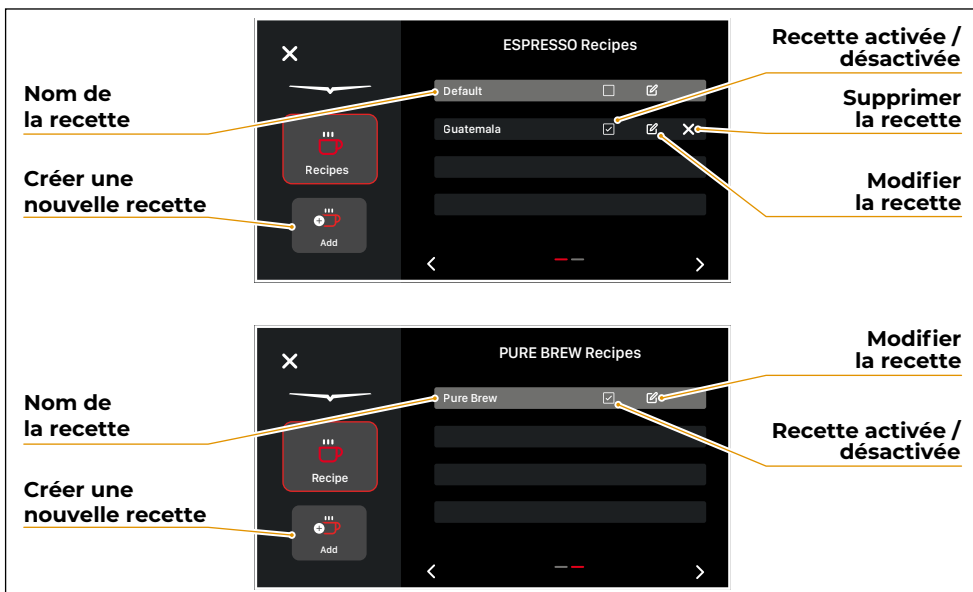 ESPRESSO Recipes
Recette activée /
désactivée
Nom de
la recette
Default
Supprimer
la recette
Guatemala
Recipes
Créer une
nouvelle recette
Modifier
la recette
Add
PURE BREW Recipes
Modifier
la recette
Nom de
la recette
Pure Brew
Recette activée /
désactivée
Recipe
Créer une
nouvelle recette
Add